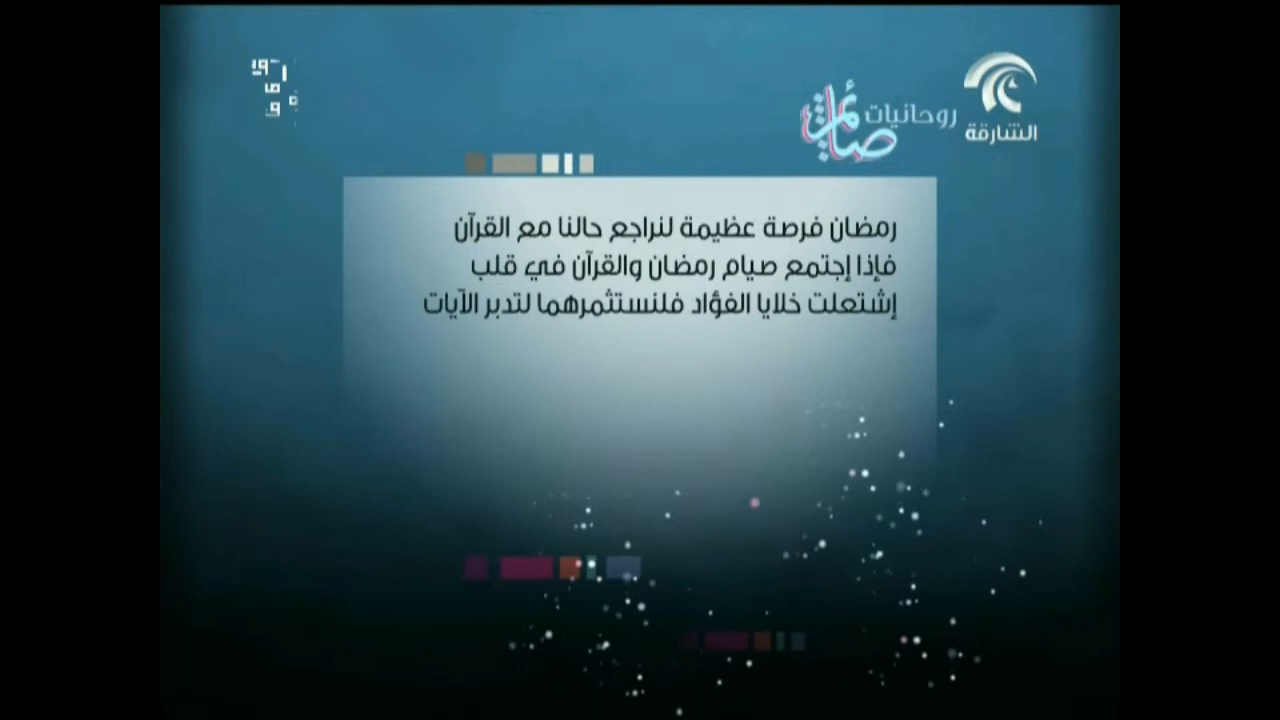 الشارقة
روحانيات
صائم
رمضان فرصة عظيمة لنراجع حالنا مع القرآن
فإذا إجتمع صيام رمضان والقرآن في قلب
إشتعلت خلايا الفؤاد فلنستثمرهما لتدبر الآيات